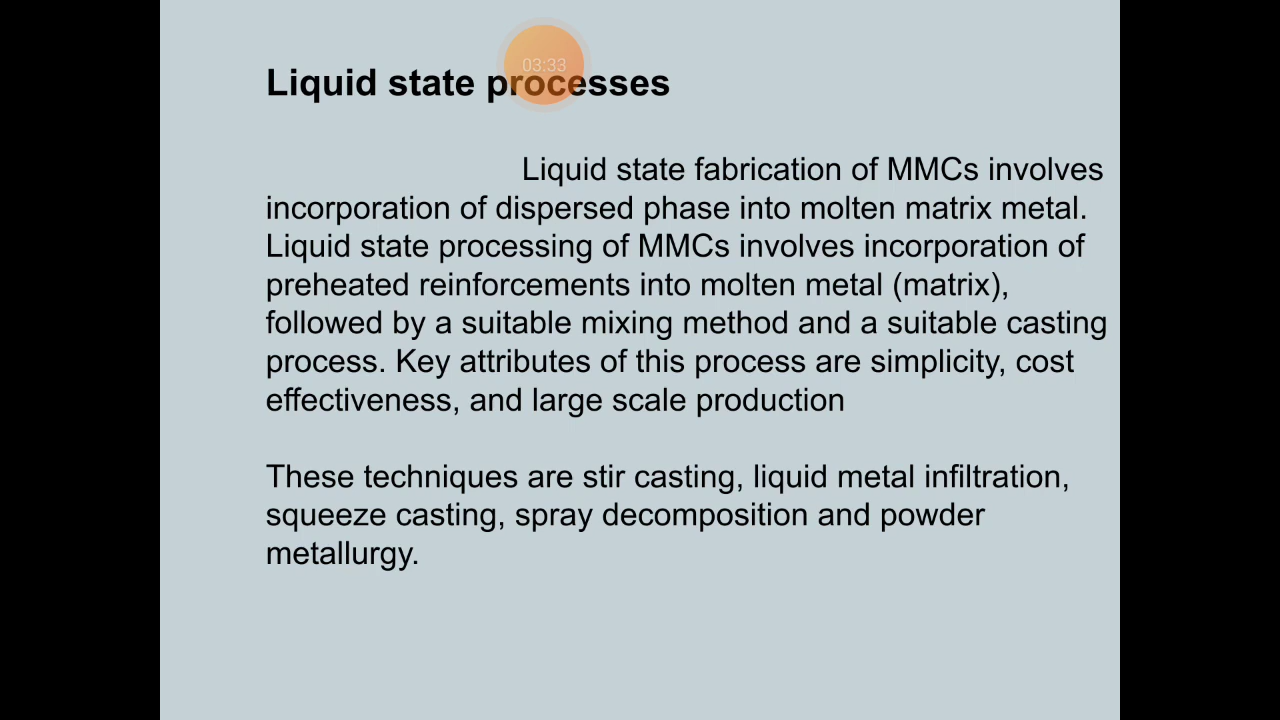 03:33
Liquid state processes
Liquid state fabrication of MMCs involves
incorporation of dispersed phase into molten matrix metal.
Liquid state processing of MMCs involves incorporation of
preheated reinforcements into molten metal (matrix),
followed by a suitable mixing method and a suitable casting
process. Key attributes of this process are simplicity, cost
effectiveness, and large scale production
These techniques are stir casting, liquid metal infiltration,
squeeze casting, spray decomposition and powder
metallurgy.